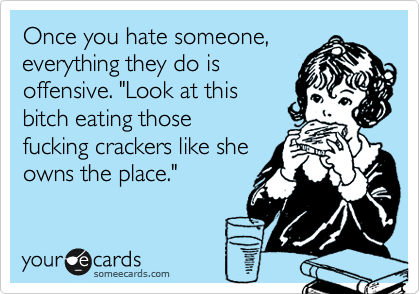 Once you hate someone,
everything they do is
offensive. "Look at this
bitch eating those
fucking crackers like she
owns the place."
your e cards
someecards.com